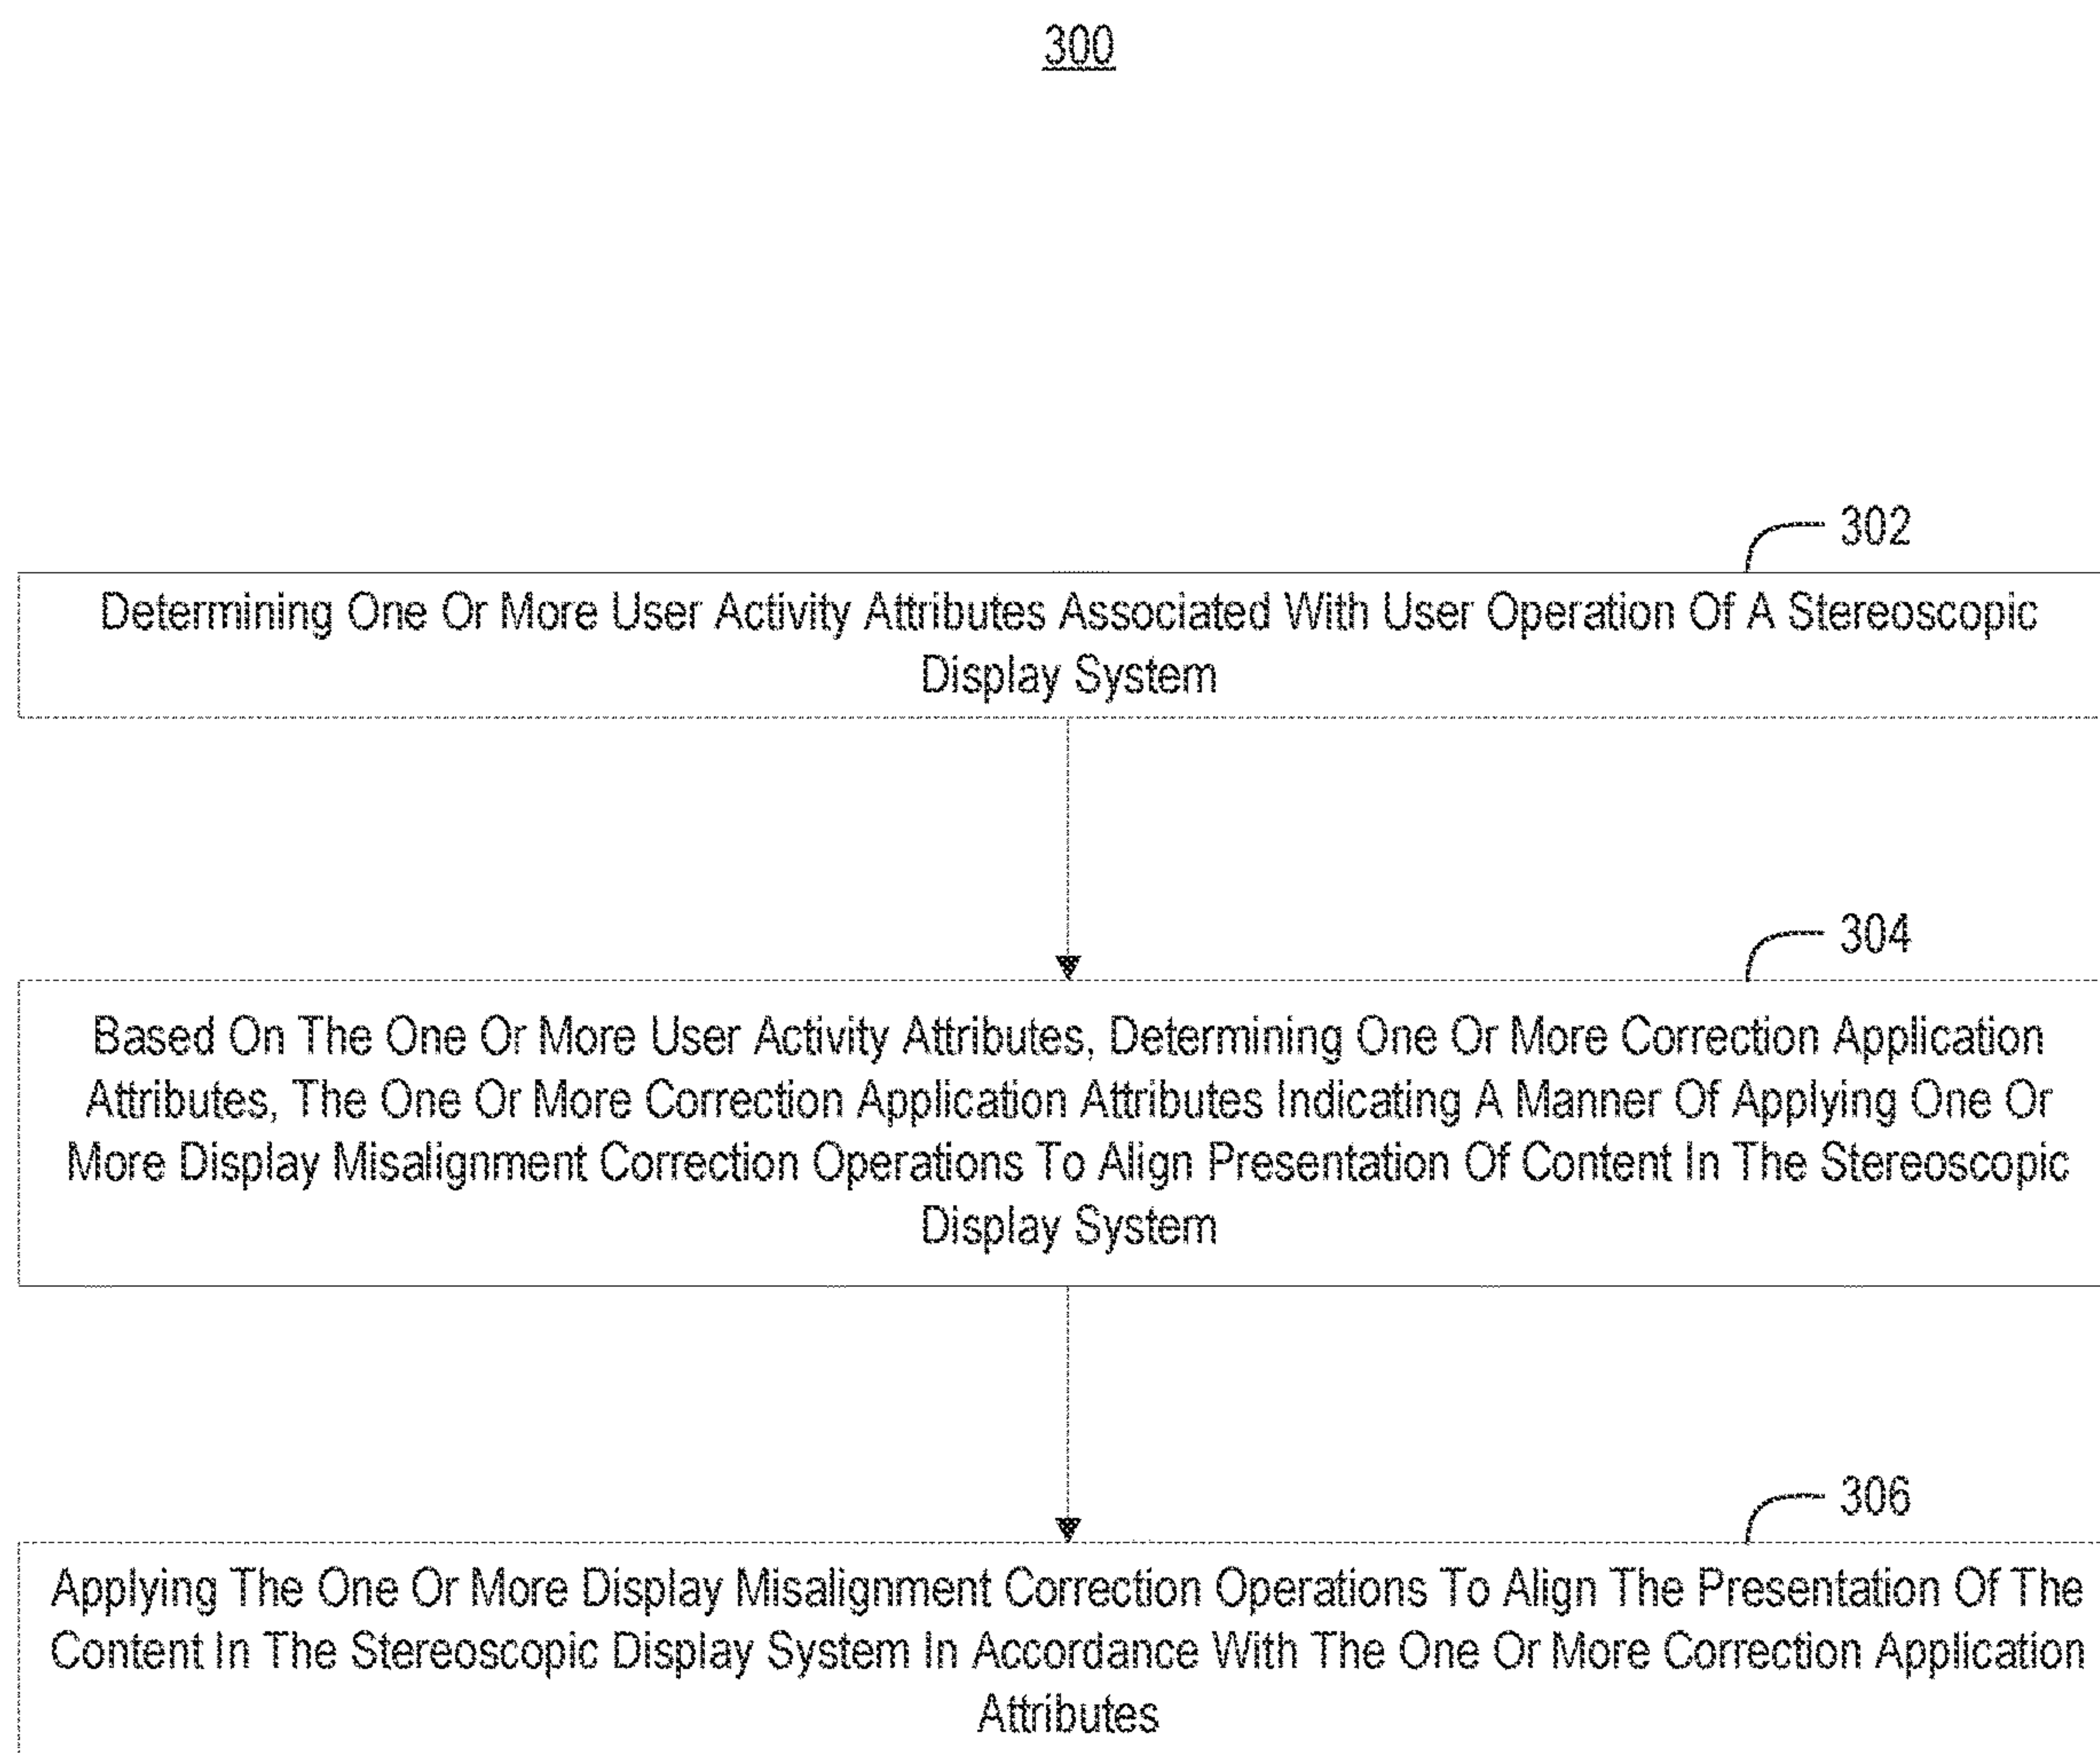 300
302
Determining One Or More User Activity Attributes Associated With User Operation Of A Stereoscopic
Display System
304
Based On The One Or More User Activity Attributes, Determining One Or More Correction Application
Attributes, The One Or More Correction Application Attributes Indicating A Manner Of Applying One Or
More Display Misalignment Correction Operations To Align Presentation Of Content In The Stereoscopic
Display System
306
Applying The One Or More Display Misalignment Correction Operations To Align The Presentation Of The
Content In The Stereoscopic Display System In Accordance With The One Or More Correction Application
Attributes